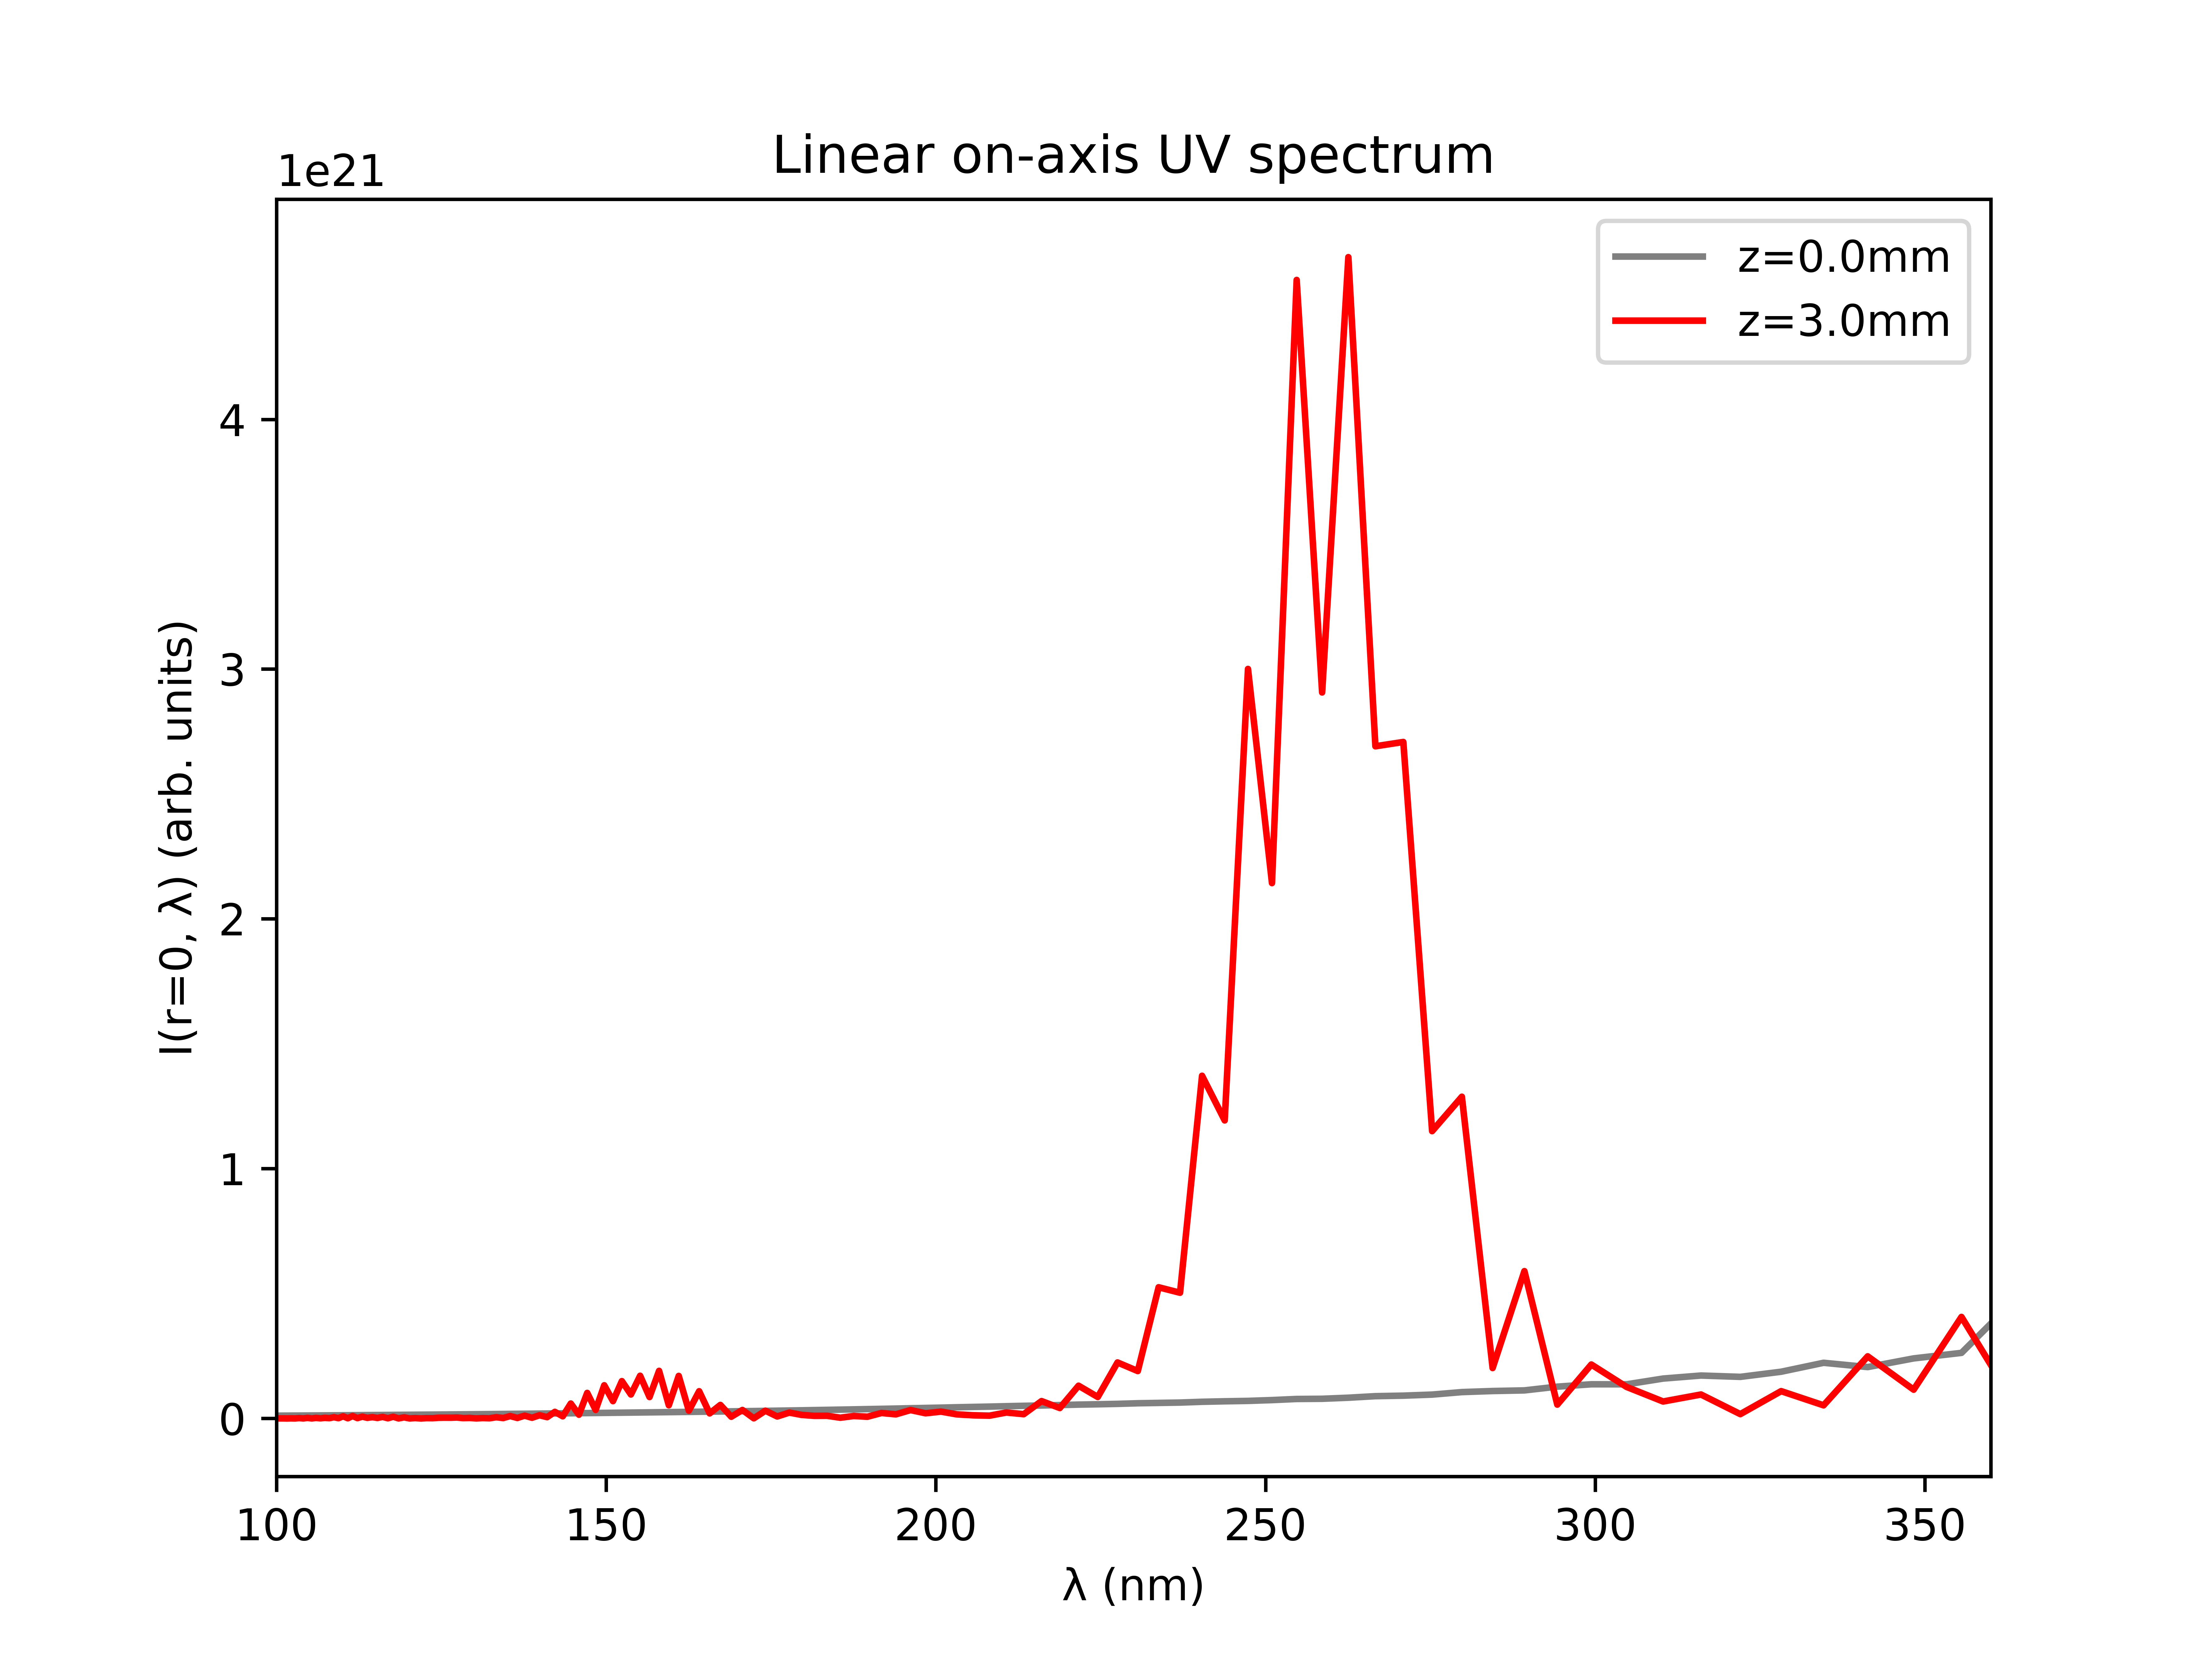 Linear on-axis UV spectrum
1e21
z=0.0mm
z=3.0mm
4
3
2
1
0
I(r=0, λ) (arb. units)
100 150 200 250 300 350
λ (nm)